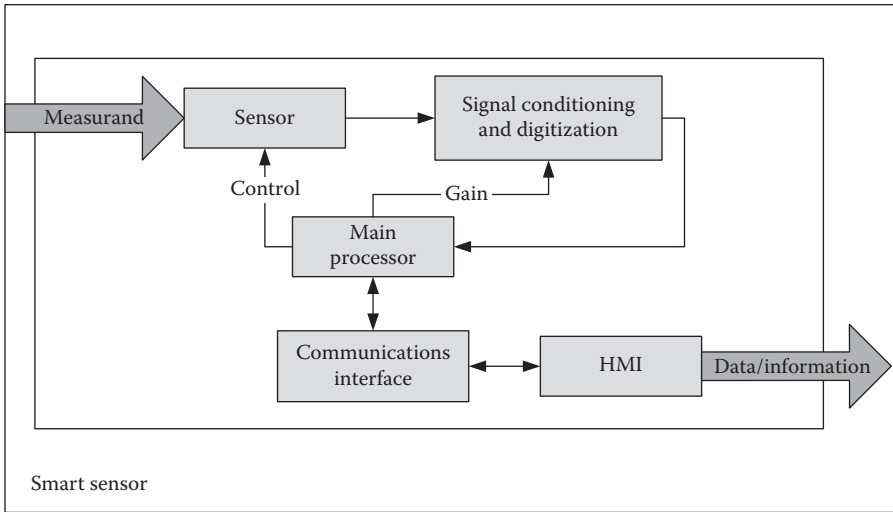 Measurand
Sensor
Signal conditioning
and digitization
Control
Gain
Main
processor
Communications
interface
HMI
Data/information
Smart sensor